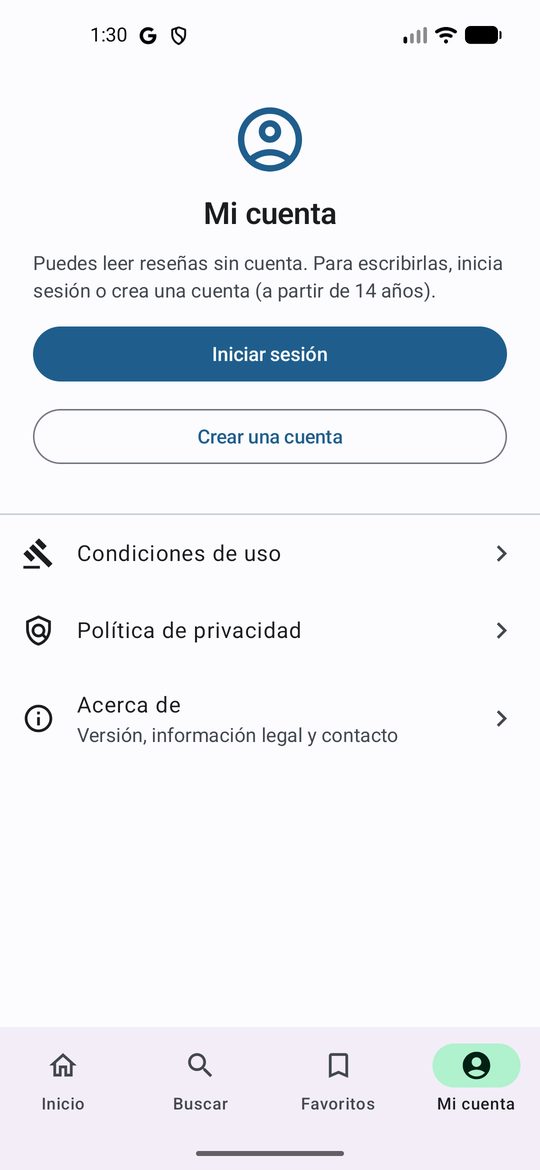 1:30
Mi cuenta
Puedes leer reseñas sin cuenta. Para escribirlas, inicia
sesión o crea una cuenta (a partir de 14 años).
Iniciar sesión
Crear una cuenta
Condiciones de uso
Política de privacidad
Acerca de
Versión, información legal y contacto
Inicio
Buscar
Favoritos
Mi cuenta